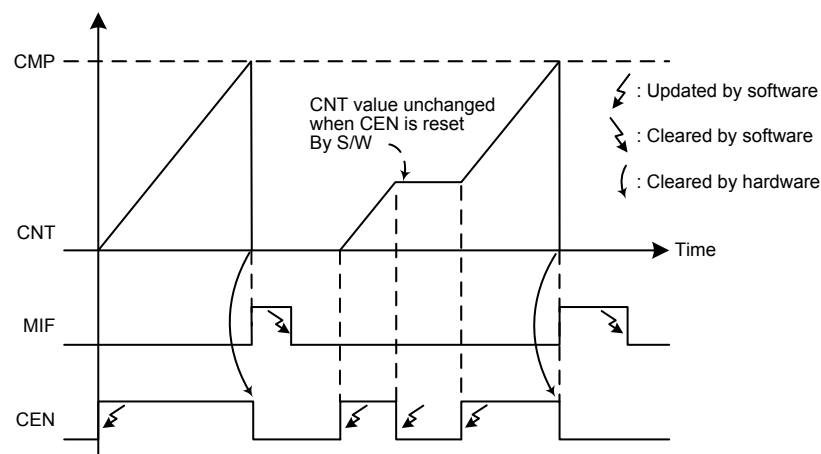 CMP
CNT value unchanged
when CEN is reset
By S/W
: Updated by software
: Cleared by software
: Cleared by hardware
CNT
Time
MIF
CEN